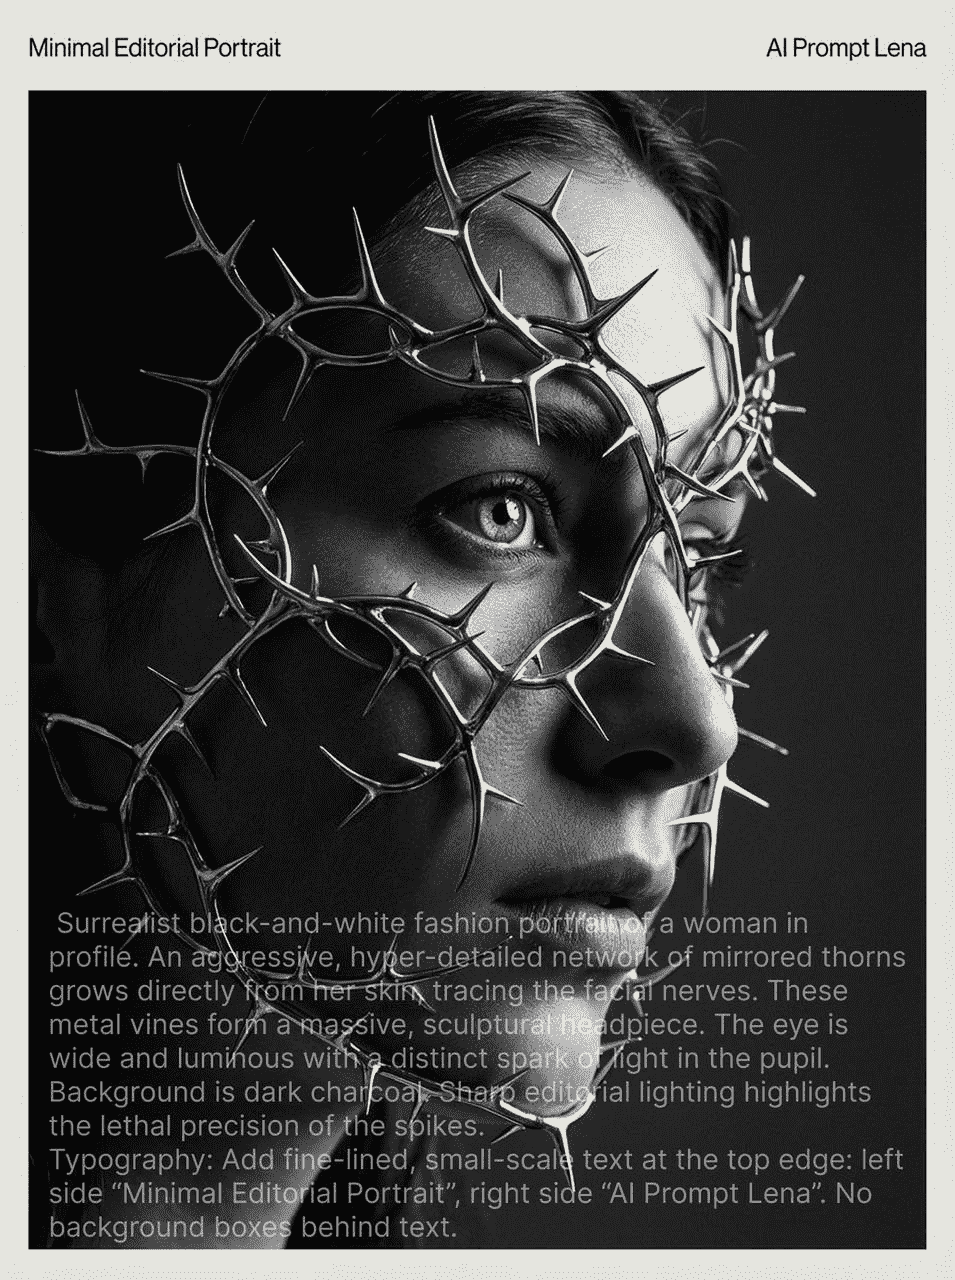 Minimal Editorial Portrait
AI Prompt Lena
Surrealist black-and-white fashion portrait of a woman in
profile. An aggressive, hyper-detailed network of mirrored thorns
grows directly from her skin, tracing the facial nerves. These
metal vines form a massive, sculptural headpiece. The eye is
wide and luminous with a distinct spark of light in the pupil.
Background is dark charcoal. Sharp editorial lighting highlights
the lethal precision of the spikes.
Typography: Add fine-lined, small-scale text at the top edge: left
side “Minimal Editorial Portrait”, right side “AI Prompt Lena”. No
background boxes behind text.